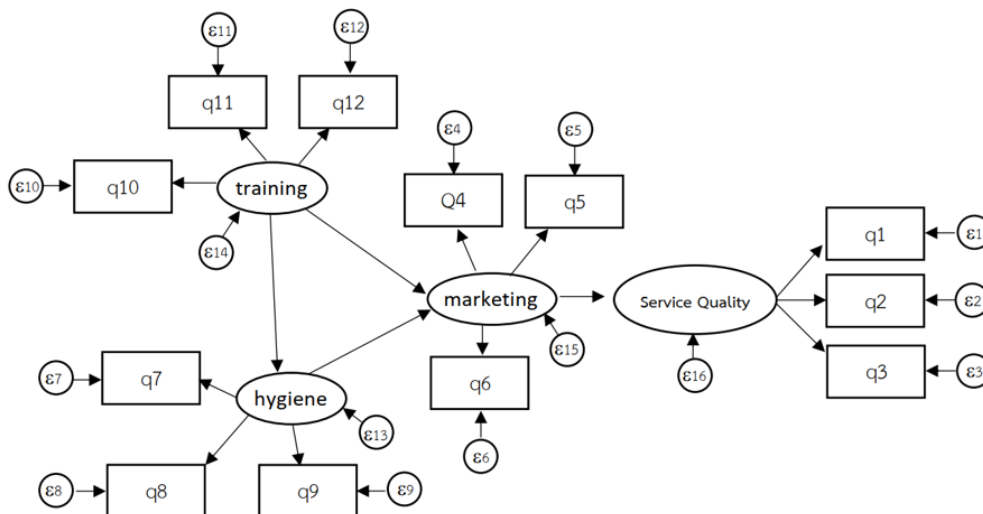 ε11
ε12
q11
q12
ε4
ε5
ε10
q10
training
Q4
q5
ε14
q1
ε1
marketing
Service Quality
q2
ε2
ε15
ε7
q7
q6
ε16
q3
ε3
hygiene
ε13
ε6
ε8
q8
q9
ε9